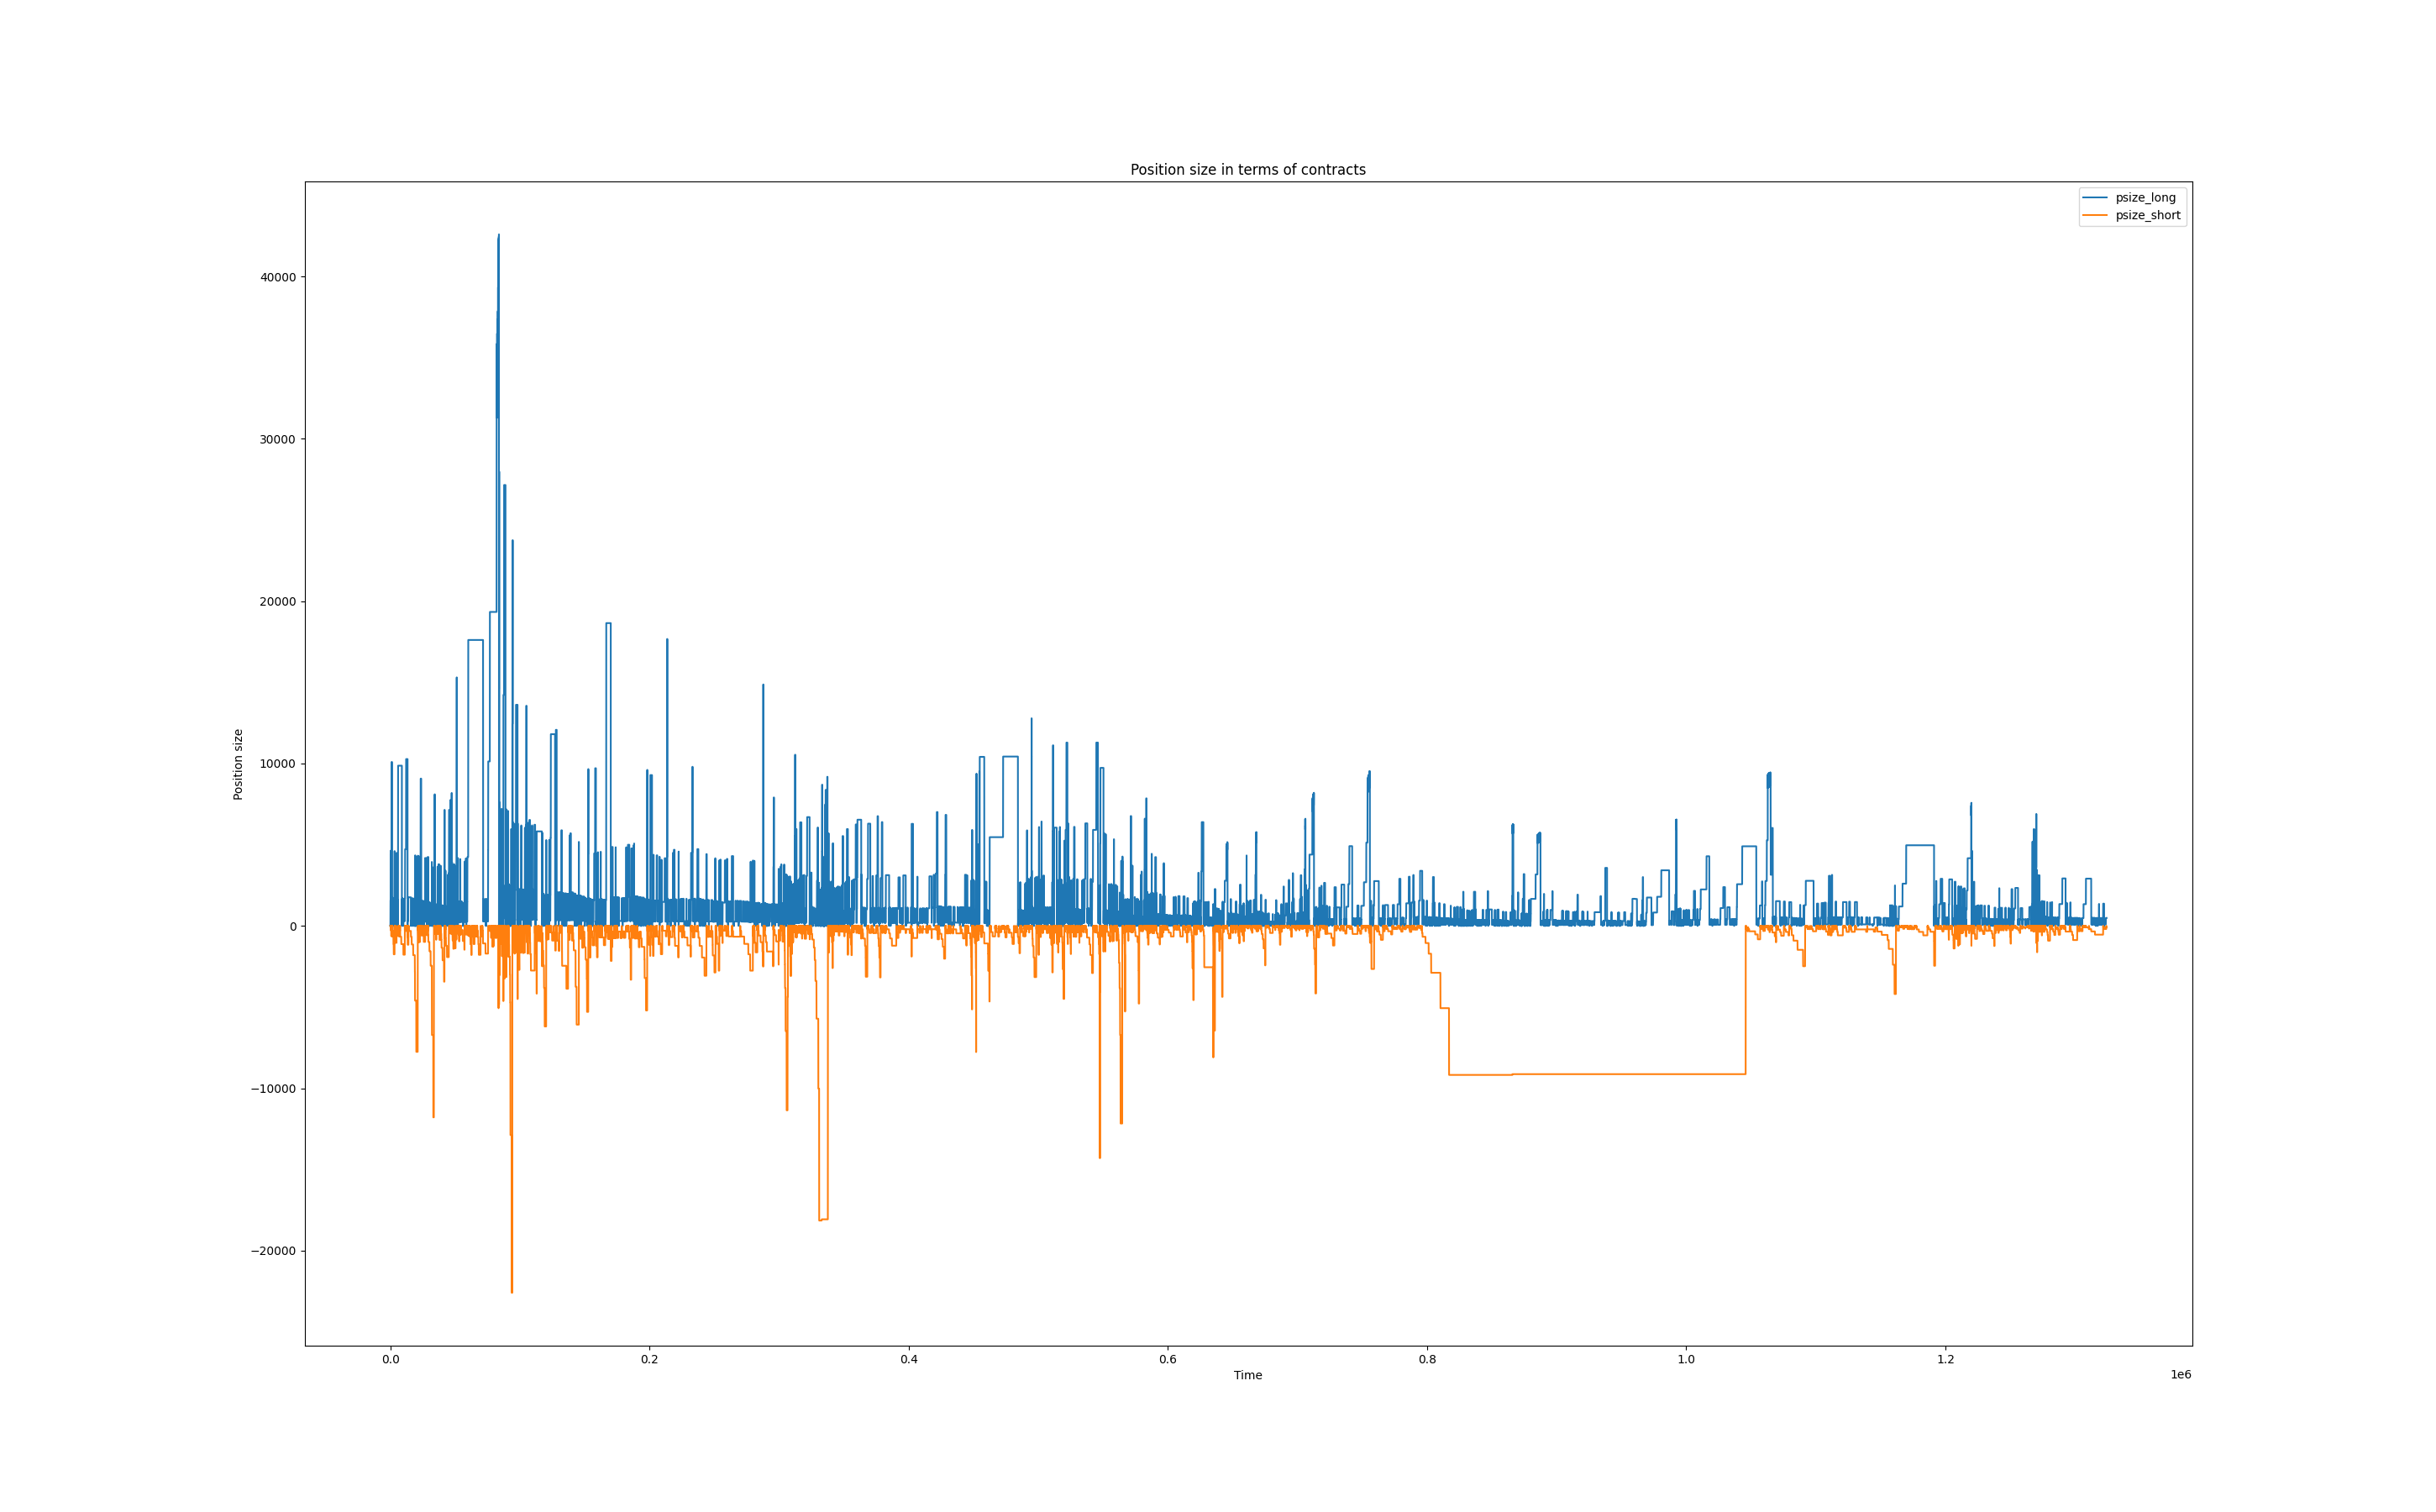 Position size in terms of contracts
psize_long
psize_short
40000
30000
20000
10000
0
−10000
−20000
Position size
0.0 0.2 0.4 0.6 0.8 1.0 1.2
Time
1e6